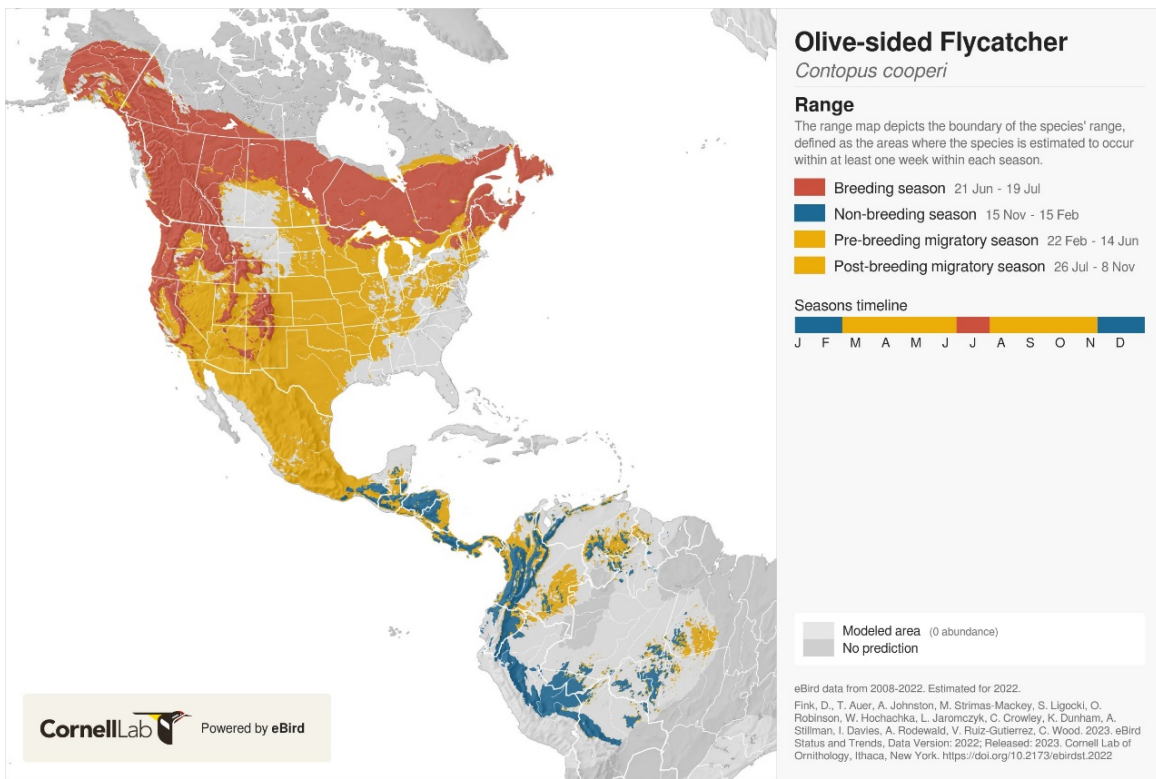 Olive-sided Flycatcher
Contopus cooperi
Range
The range map depicts the boundary of the species' range,
defined as the areas where the species is estimated to occur
within at least one week within each season.
Breeding season 21 Jun - 19 Jul
Non-breeding season 15 Nov - 15 Feb
Pre-breeding migratory season 22 Feb - 14 Jun
Post-breeding migratory season 26 Jul - 8 Nov
Seasons timeline
J F M A M J J A S O N D
Modeled area (0 abundance)
No prediction
eBird data from 2008-2022. Estimated for 2022.
Fink, D., T. Auer, A. Johnston, M. Strimas-Mackey, S. Ligocki, O.
Robinson, W. Hochachka, L. Jaromczyk, C. Crowley, K. Dunham, A.
Stillman, I. Davies, A. Rodewald, V. Ruiz-Gutierrez, C. Wood. 2023. eBird
Status and Trends, Data Version: 2022; Released: 2023. Cornell Lab of
Ornithology, Ithaca, New York. https://doi.org/10.2173/ebirdst.2022
CornellLab Powered by eBird